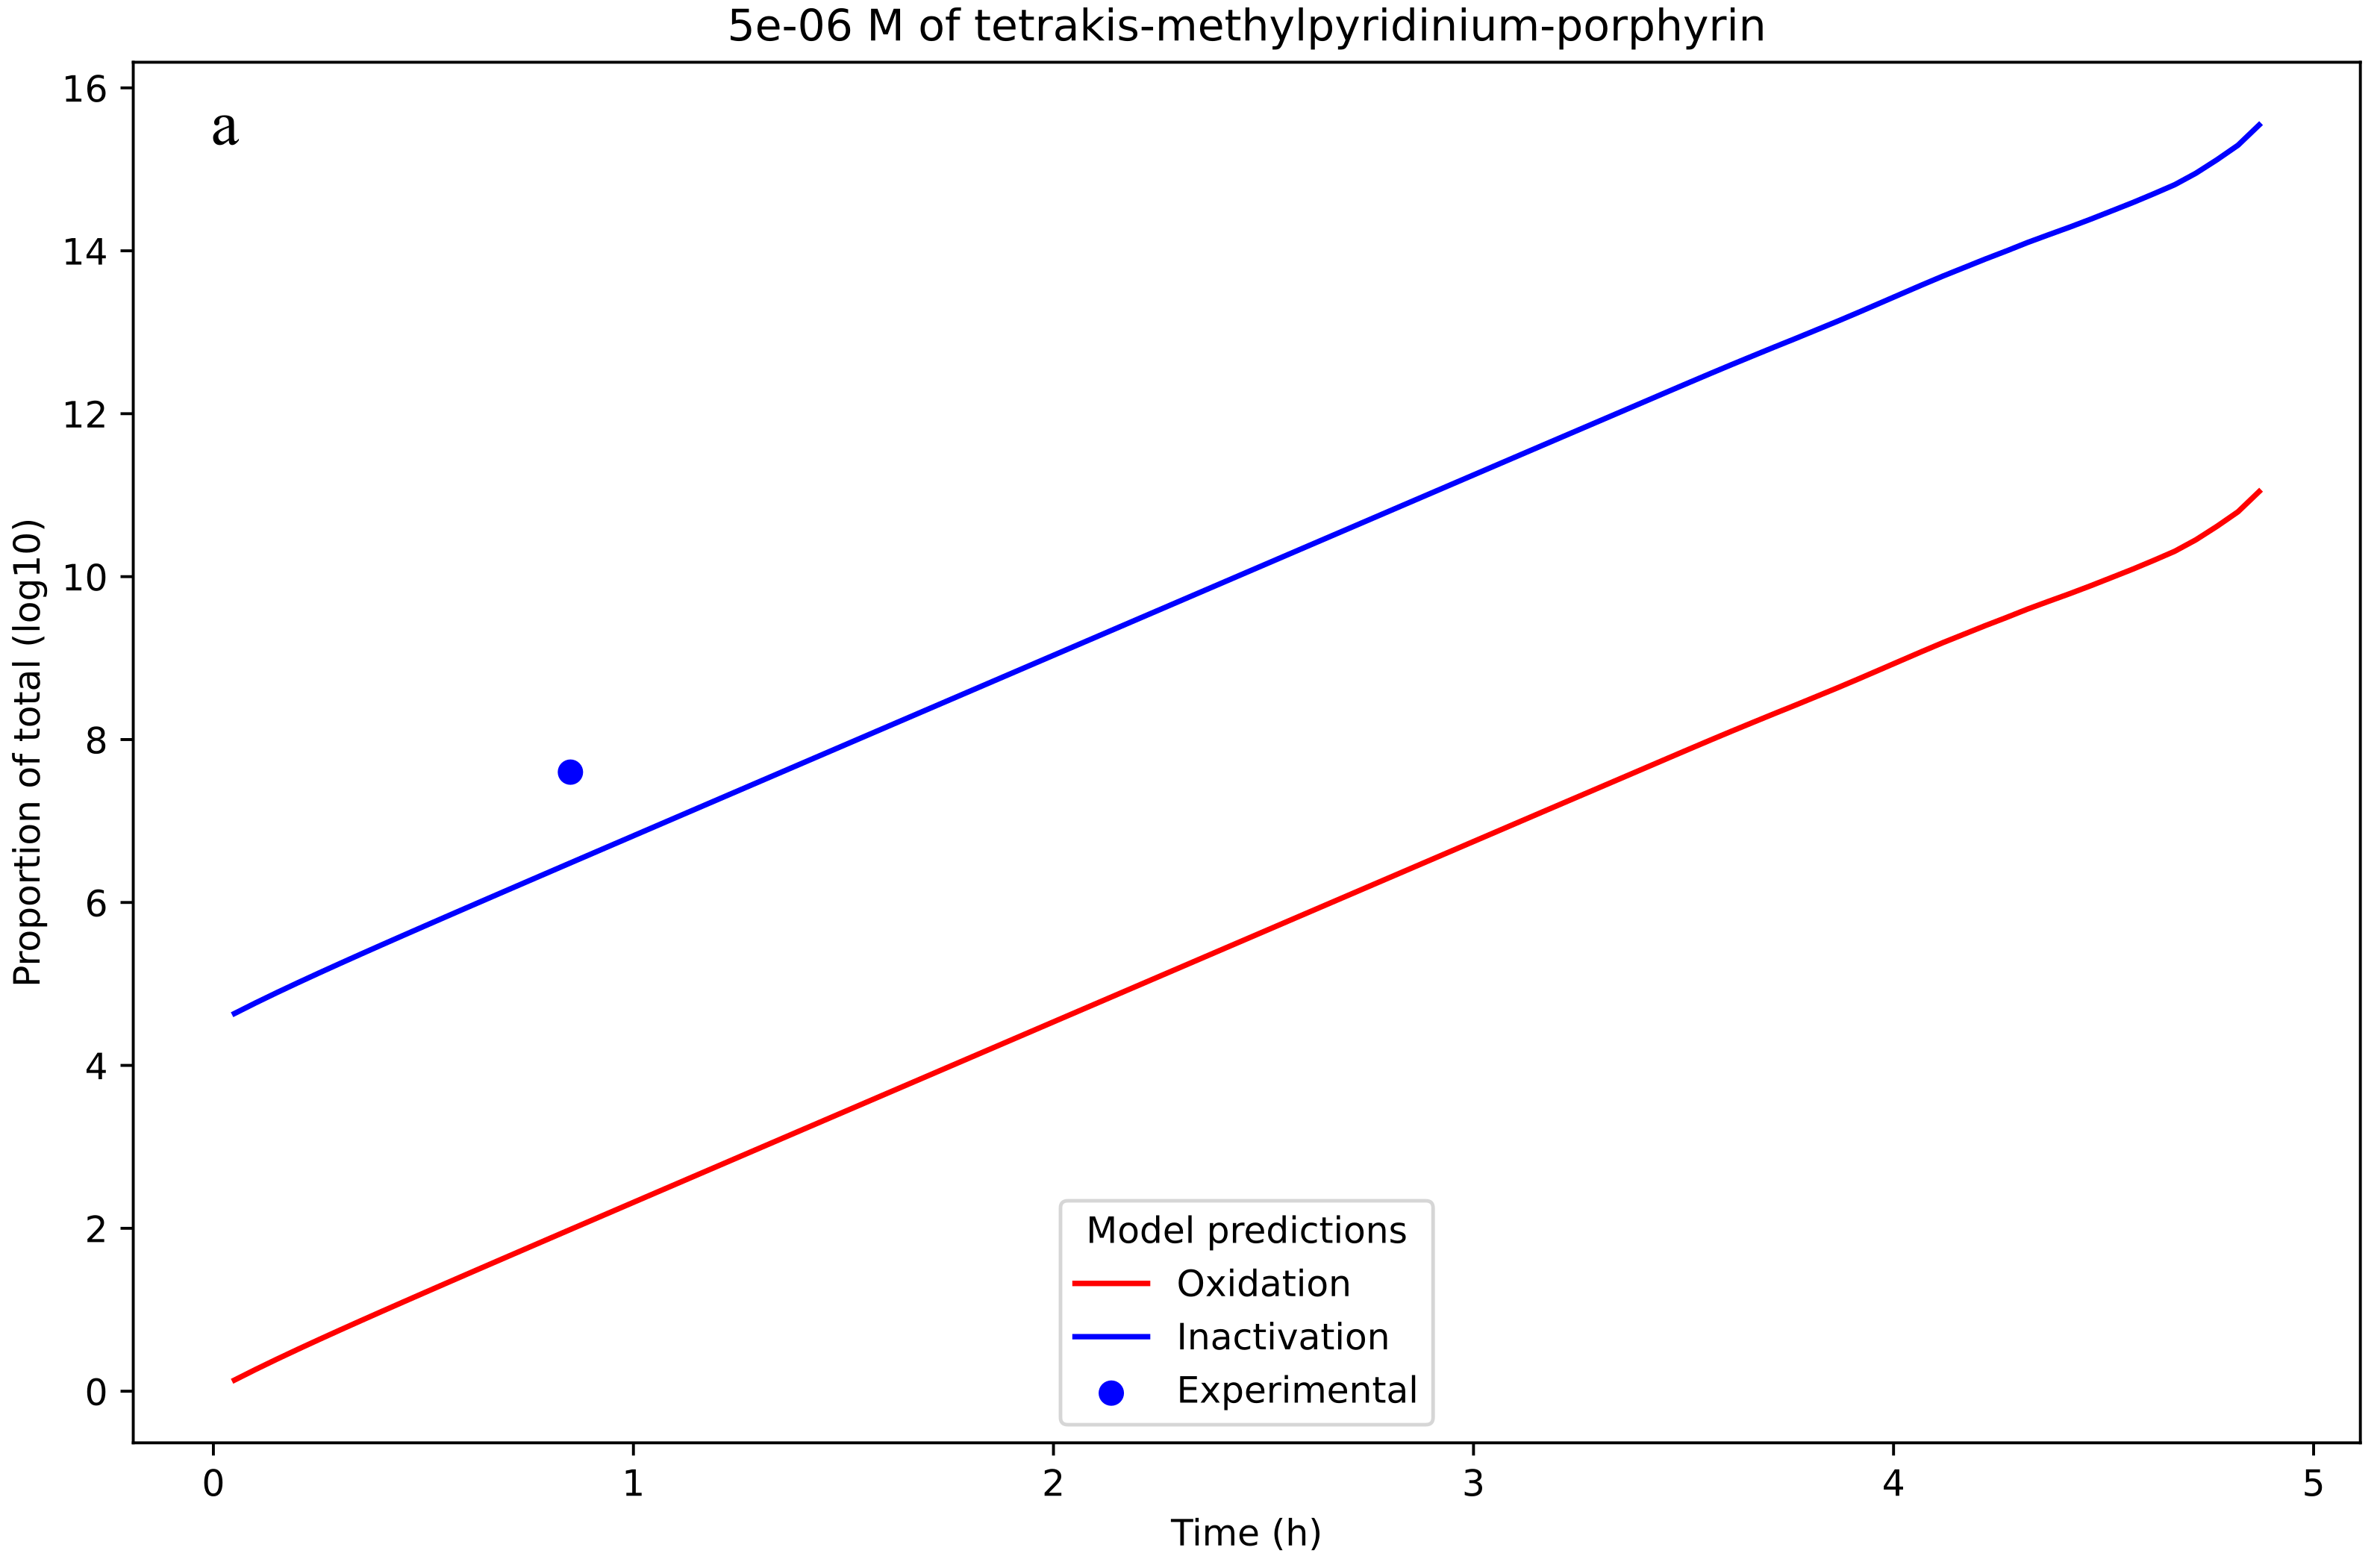 5e-06 M of tetrakis-methylpyridinium-porphyrin
a
16
14
12
10
8
6
4
2
0
Proportion of total (log10)
Model predictions
Oxidation
Inactivation
Experimental
0 1 2 3 4 5
Time (h)